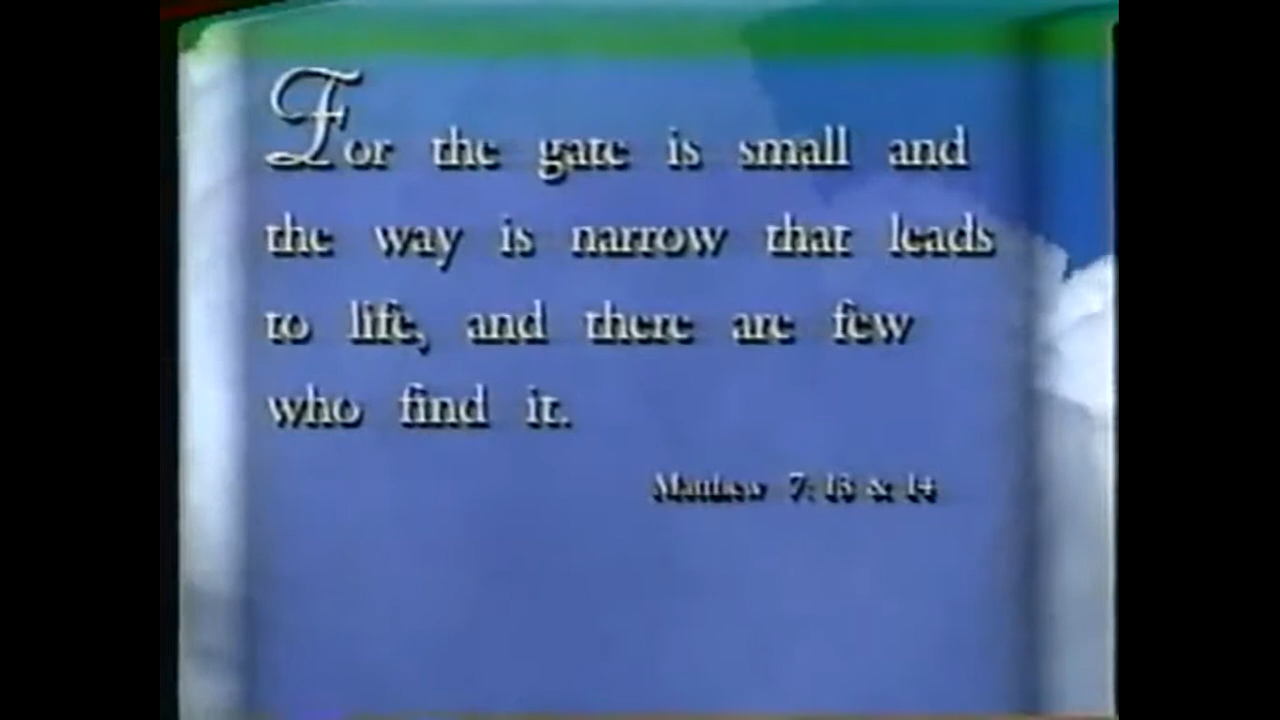 For the gate is small and
the way is narrow that leads
to life, and there are few
who find it.
Matthew 7: 13 & 14